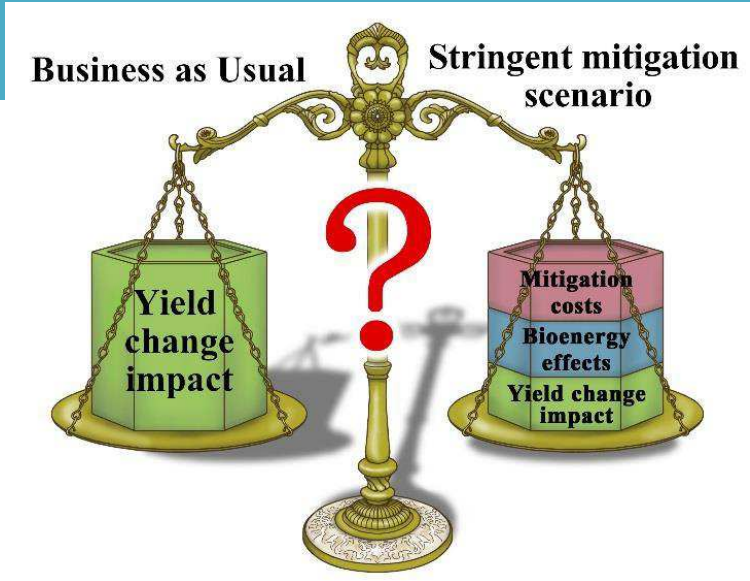 Business as Usual
Stringent mitigation
scenario
?
Yield
change
impact
Mitigation
costs
Bioenergy
effects
Yield change
impact